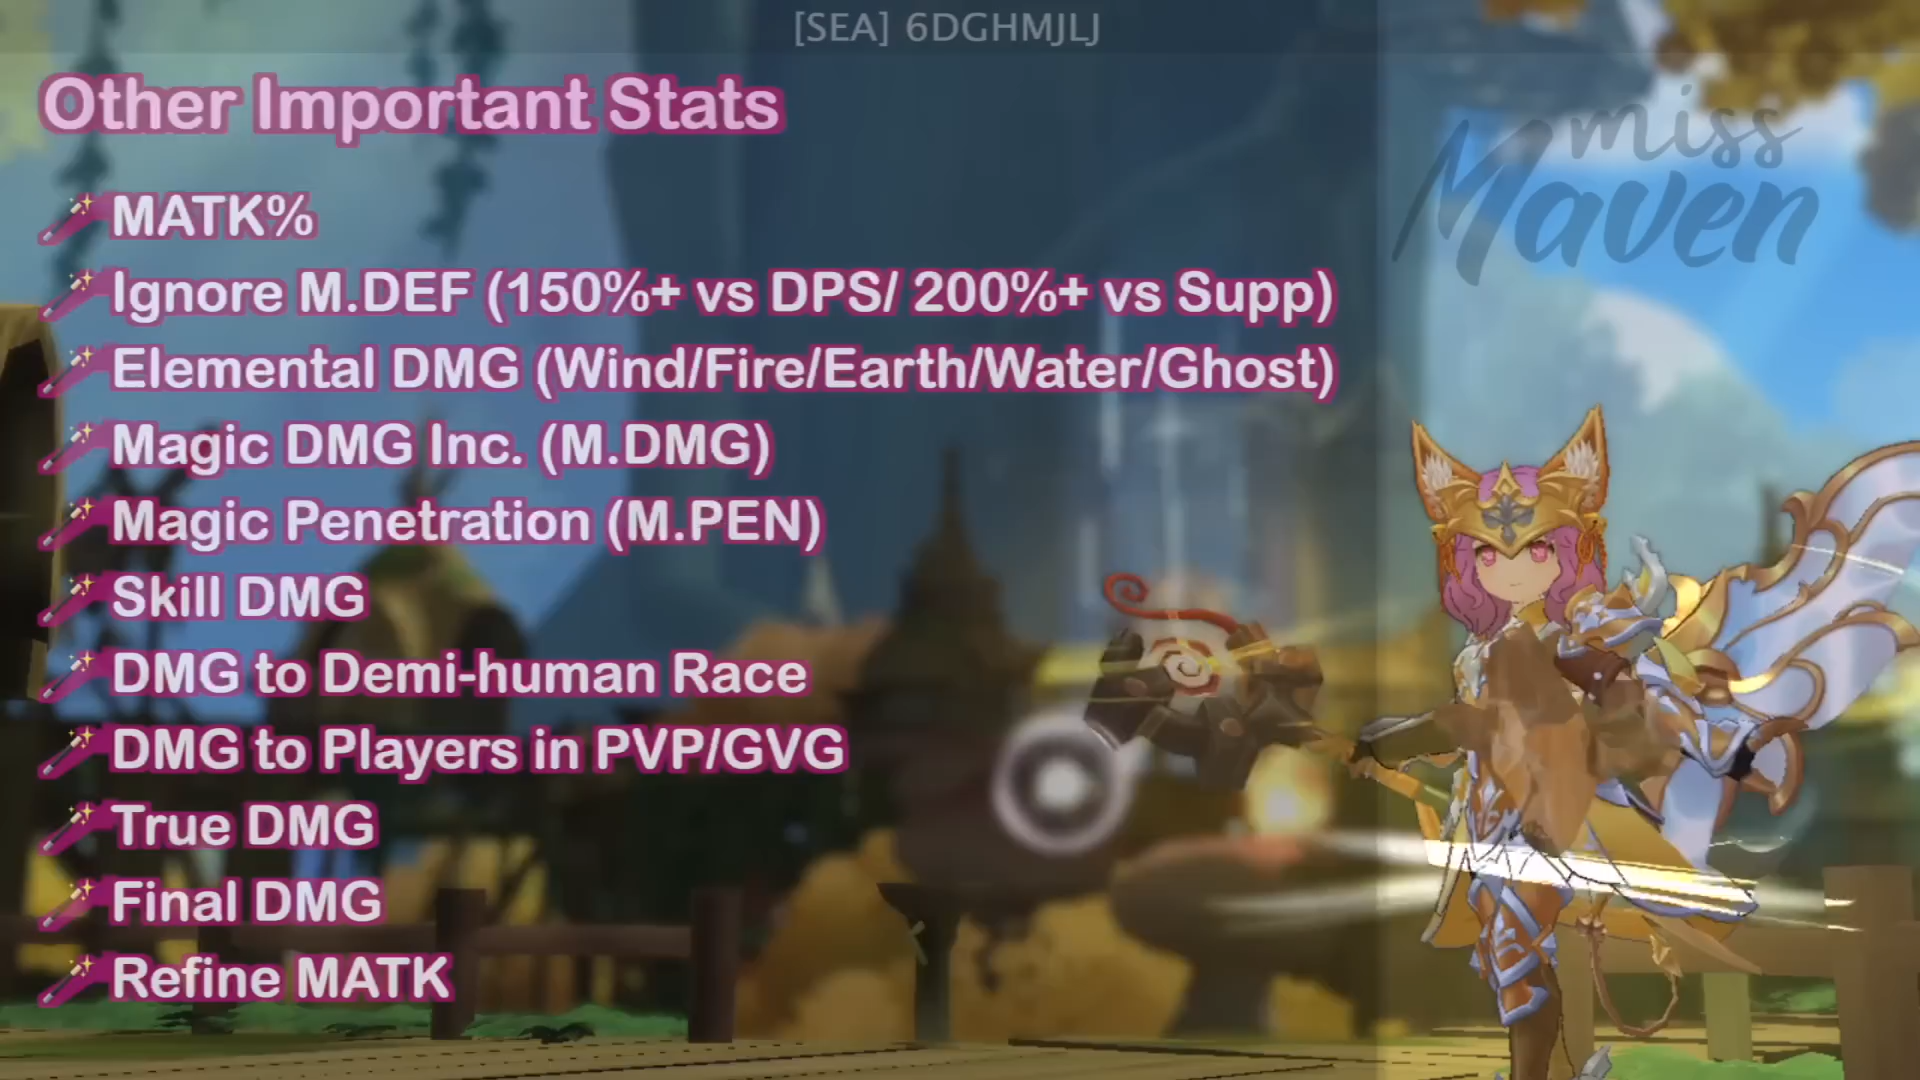 [SEA] 6DGHMJLJ
Other Important Stats
miss
Maven
MATK%
Ignore M.DEF (150%+ vs DPS/ 200%+ vs Supp)
Elemental DMG (Wind/Fire/Earth/Water/Ghost)
Magic DMG Inc. (M.DMG)
Magic Penetration (M.PEN)
Skill DMG
DMG to Demi-human Race
DMG to Players in PVP/GVG
True DMG
Final DMG
Refine MATK